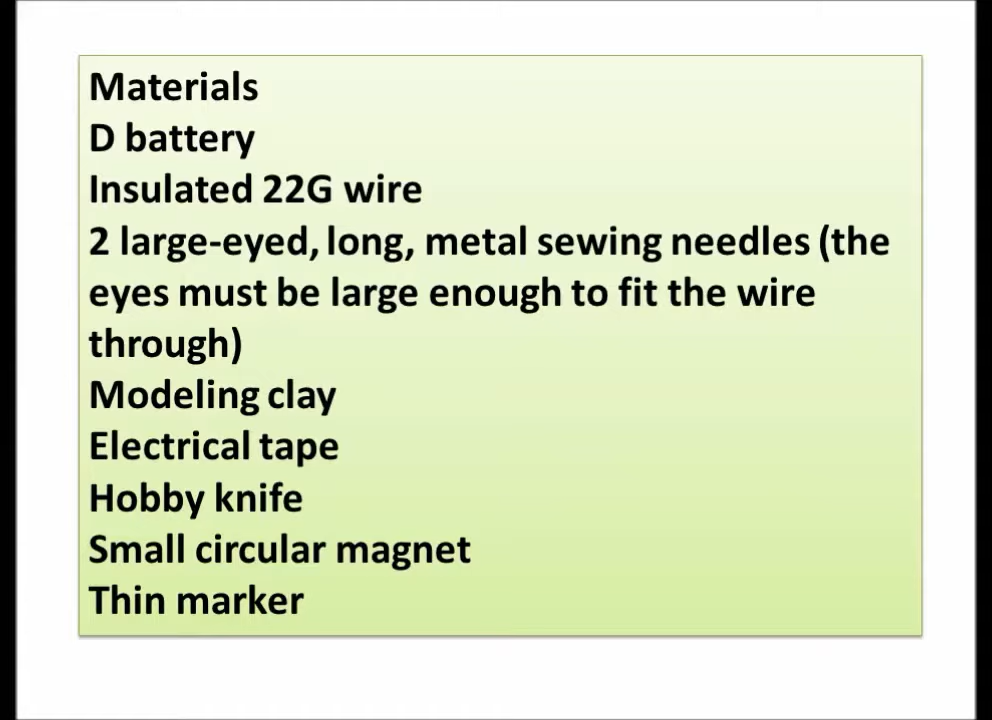 Materials
D battery
Insulated 22G wire
2 large-eyed, long, metal sewing needles (the
eyes must be large enough to fit the wire
through)
Modeling clay
Electrical tape
Hobby knife
Small circular magnet
Thin marker